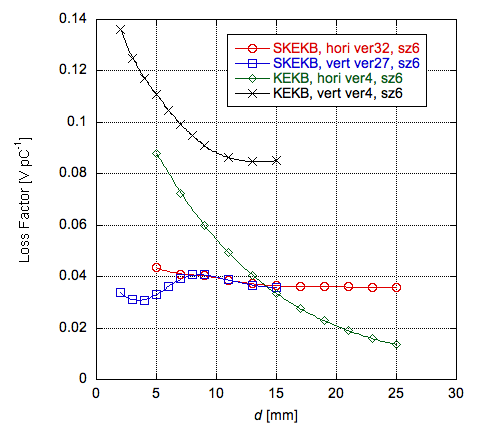 0.14
0.12
0.1
0.08
0.06
0.04
0.02
0
Loss Factor [V pC⁻¹]
SKEKB, hori ver32, sz6
SKEKB, vert ver27, sz6
KEKB, hori ver4, sz6
KEKB, vert ver4, sz6
0 5 10 15 20 25 30
d [mm]